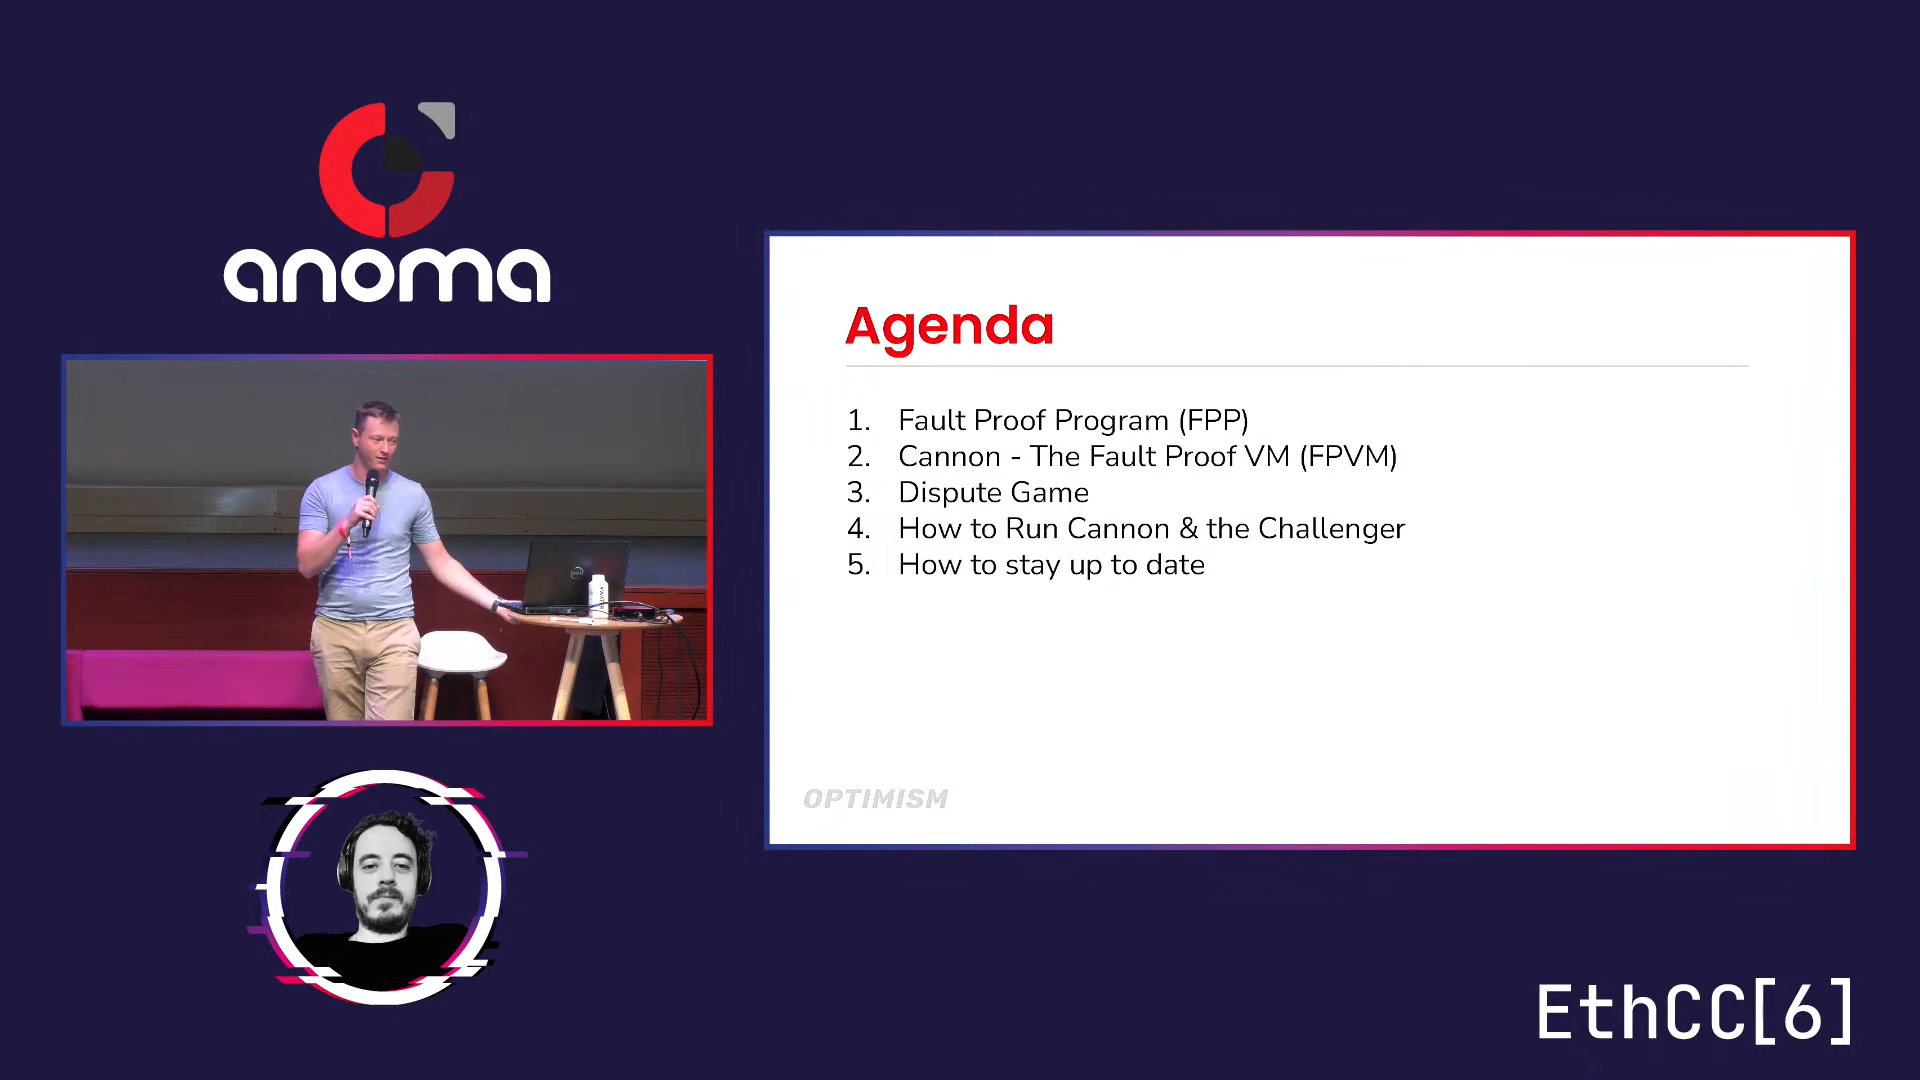 anoma
Agenda
1. Fault Proof Program (FPP)
2. Cannon - The Fault Proof VM (FPVM)
3. Dispute Game
4. How to Run Cannon & the Challenger
5. How to stay up to date
OPTIMISM
EthCC[6]